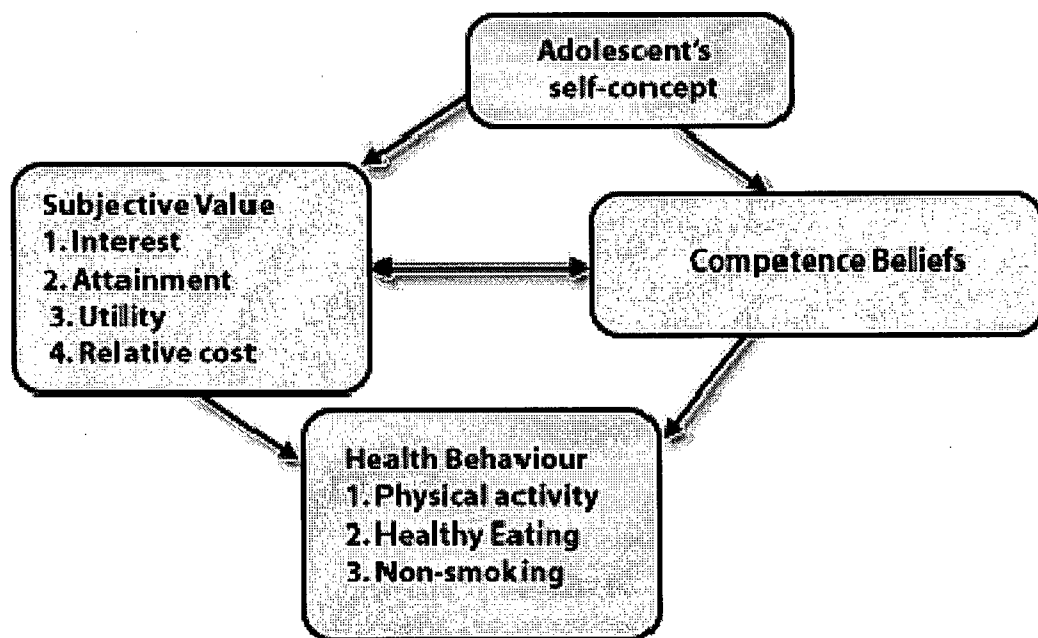 Adolescent's
self-concept
Subjective Value
1. Interest
2. Attainment
3. Utility
4. Relative cost
Competence Beliefs
Health Behaviour
1. Physical activity
2. Healthy Eating
3. Non-smoking